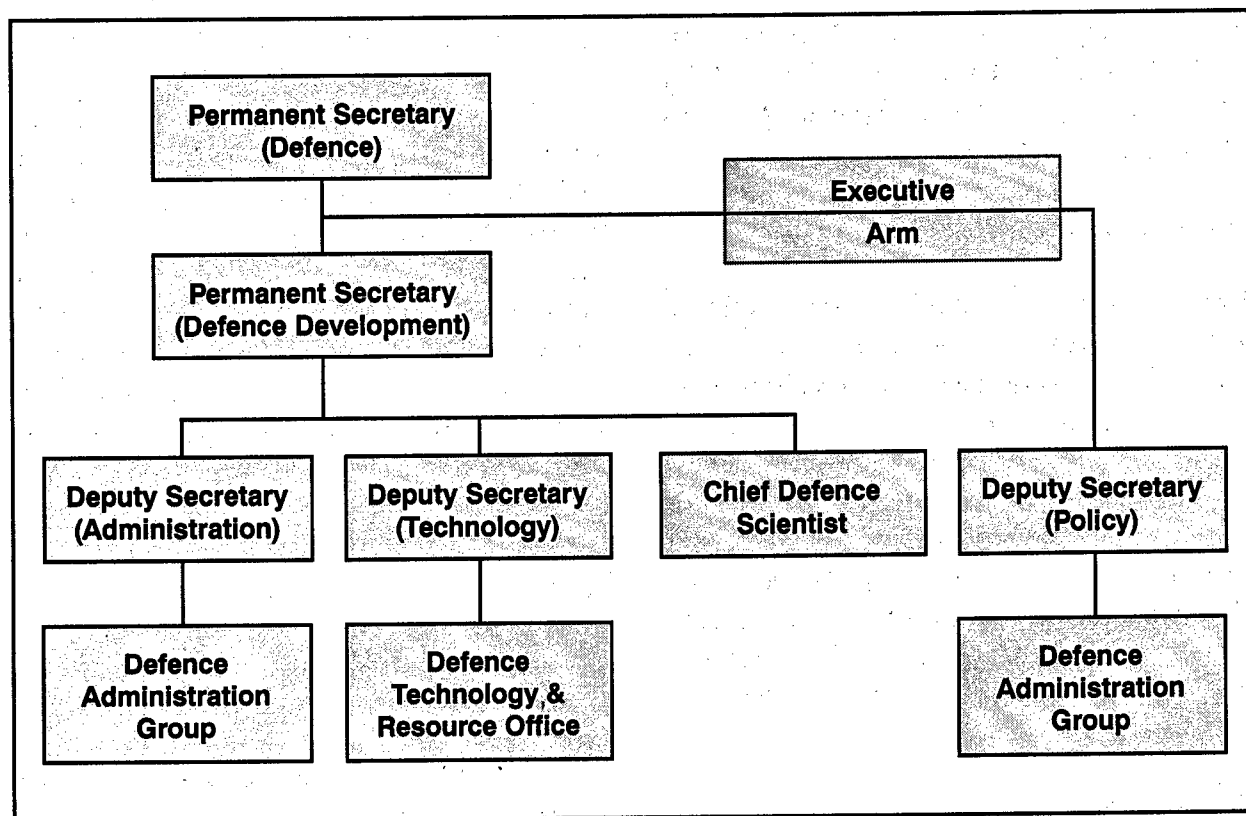 Permanent Secretary
(Defence)
Executive
Arm
Permanent Secretary
(Defence Development)
Deputy Secretary
(Administration)
Deputy Secretary
(Technology)
Chief Defence
Scientist
Deputy Secretary
(Policy)
Defence
Administration
Group
Defence
Technology,&
Resource Office
Defence
Administration
Group